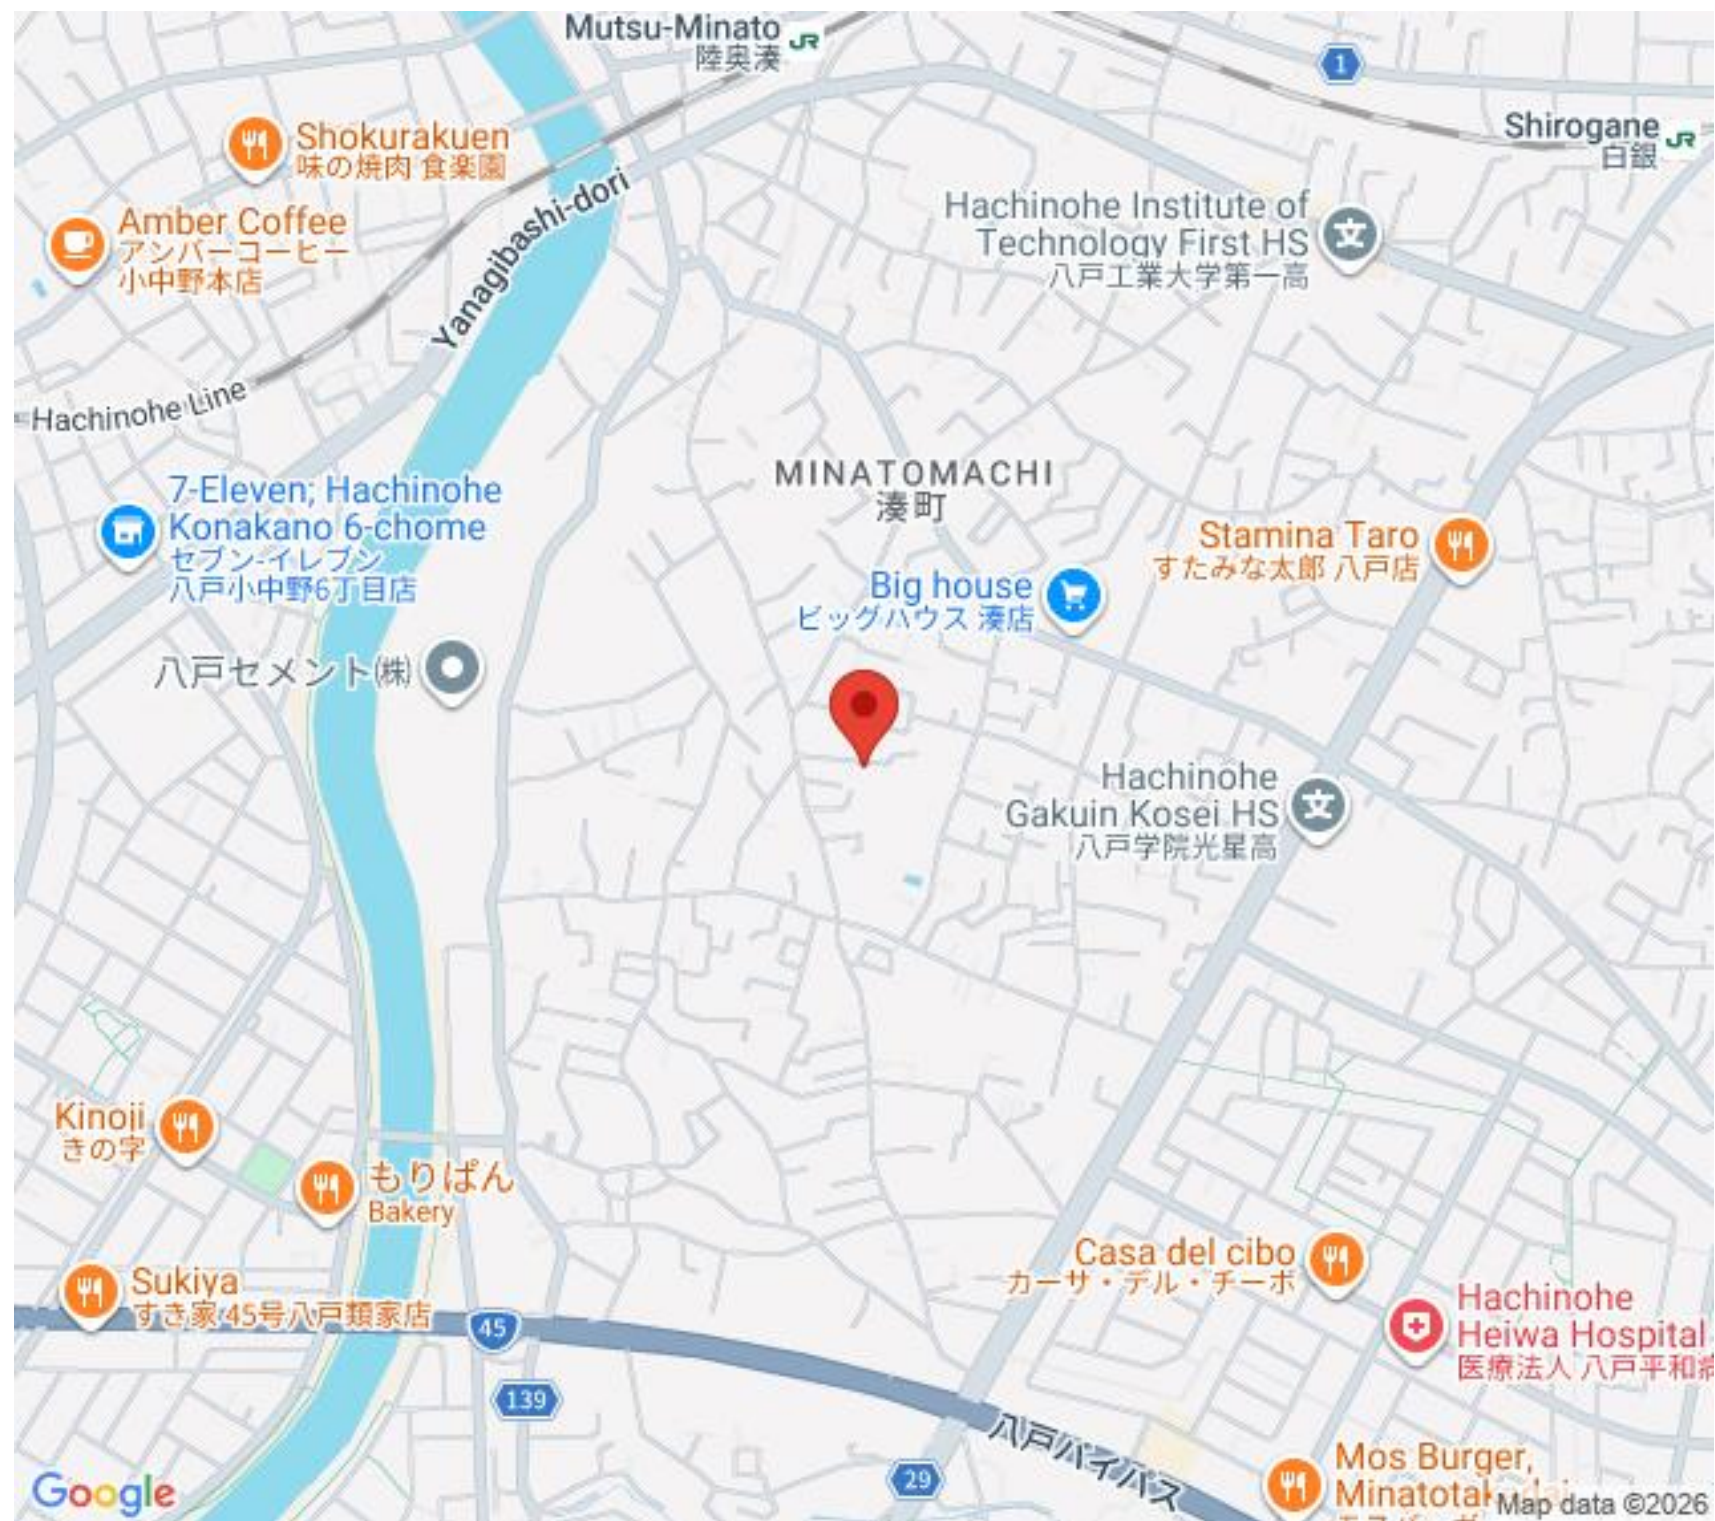 Mutsu-Minato
陸奥湊
1
Shirogane
白銀
Shokurakuen
味の焼肉 食楽園
Yanagibashi-dori
Amber Coffee
アンバーコーヒー
小中野本店
Hachinohe Institute of
Technology First HS
八戸工業大学第一高
Hachinohe Line
MINATOMACHI
湊町
7-Eleven; Hachinohe
Konakano 6-chome
セブン-イレブン
八戸小中野6丁目店
Stamina Taro
すたみな太郎 八戸店
Big house
ビッグハウス 湊店
八戸セメント㈱
Hachinohe
Gakuin Kosei HS
八戸学院光星高
Kinoji
きの字
もりぱん
Bakery
Casa del cibo
カーサ・デル・チーボ
Sukiya
すき家 45号八戸類家店
45
Hachinohe
Heiwa Hospital
医療法人 八戸平和病
139
八戸バイパス
29
Mos Burger,
Google
Map data ©2026